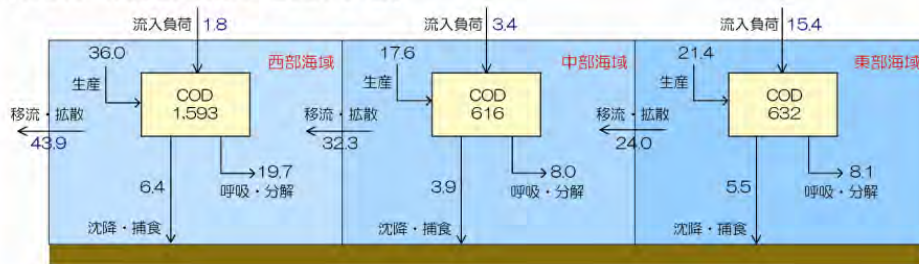 流入負荷 1.8
流入負荷 3.4
流入負荷 15.4
36.0 西部海域
17.6 中部海域
21.4 東部海域
生産
COD
1.593
生産
COD
616
生産
COD
632
移流・拡散
43.9
移流・拡散
32.3
移流・拡散
24.0
19.7
呼吸・分解
8.0
呼吸・分解
8.1
呼吸・分解
6.4
3.9
5.5
沈降・捕食
沈降・捕食
沈降・捕食